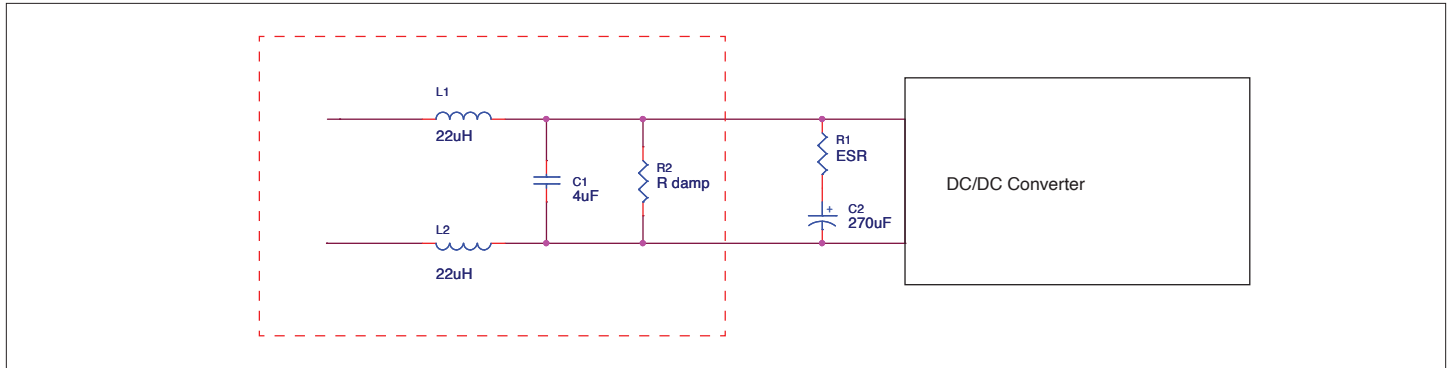 L1
22uH
C1
4uF
R2
R damp
L2
22uH
R1
ESR
+
C2
270uF
DC/DC Converter